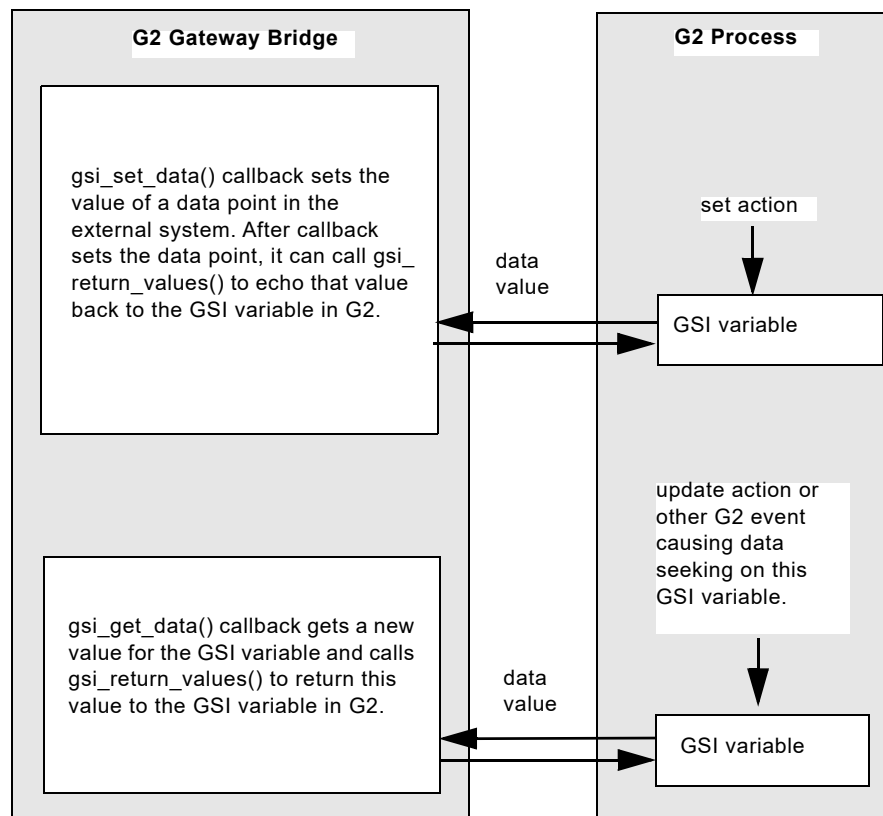 G2 Gateway Bridge
G2 Process
gsi_set_data() callback sets the
value of a data point in the
external system. After callback
sets the data point, it can call gsi_
return_values() to echo that value
back to the GSI variable in G2.
data
value
set action
GSI variable
update action or
other G2 event
causing data
seeking on this
GSI variable.
gsi_get_data() callback gets a new
value for the GSI variable and calls
gsi_return_values() to return this
value to the GSI variable in G2.
data
value
GSI variable